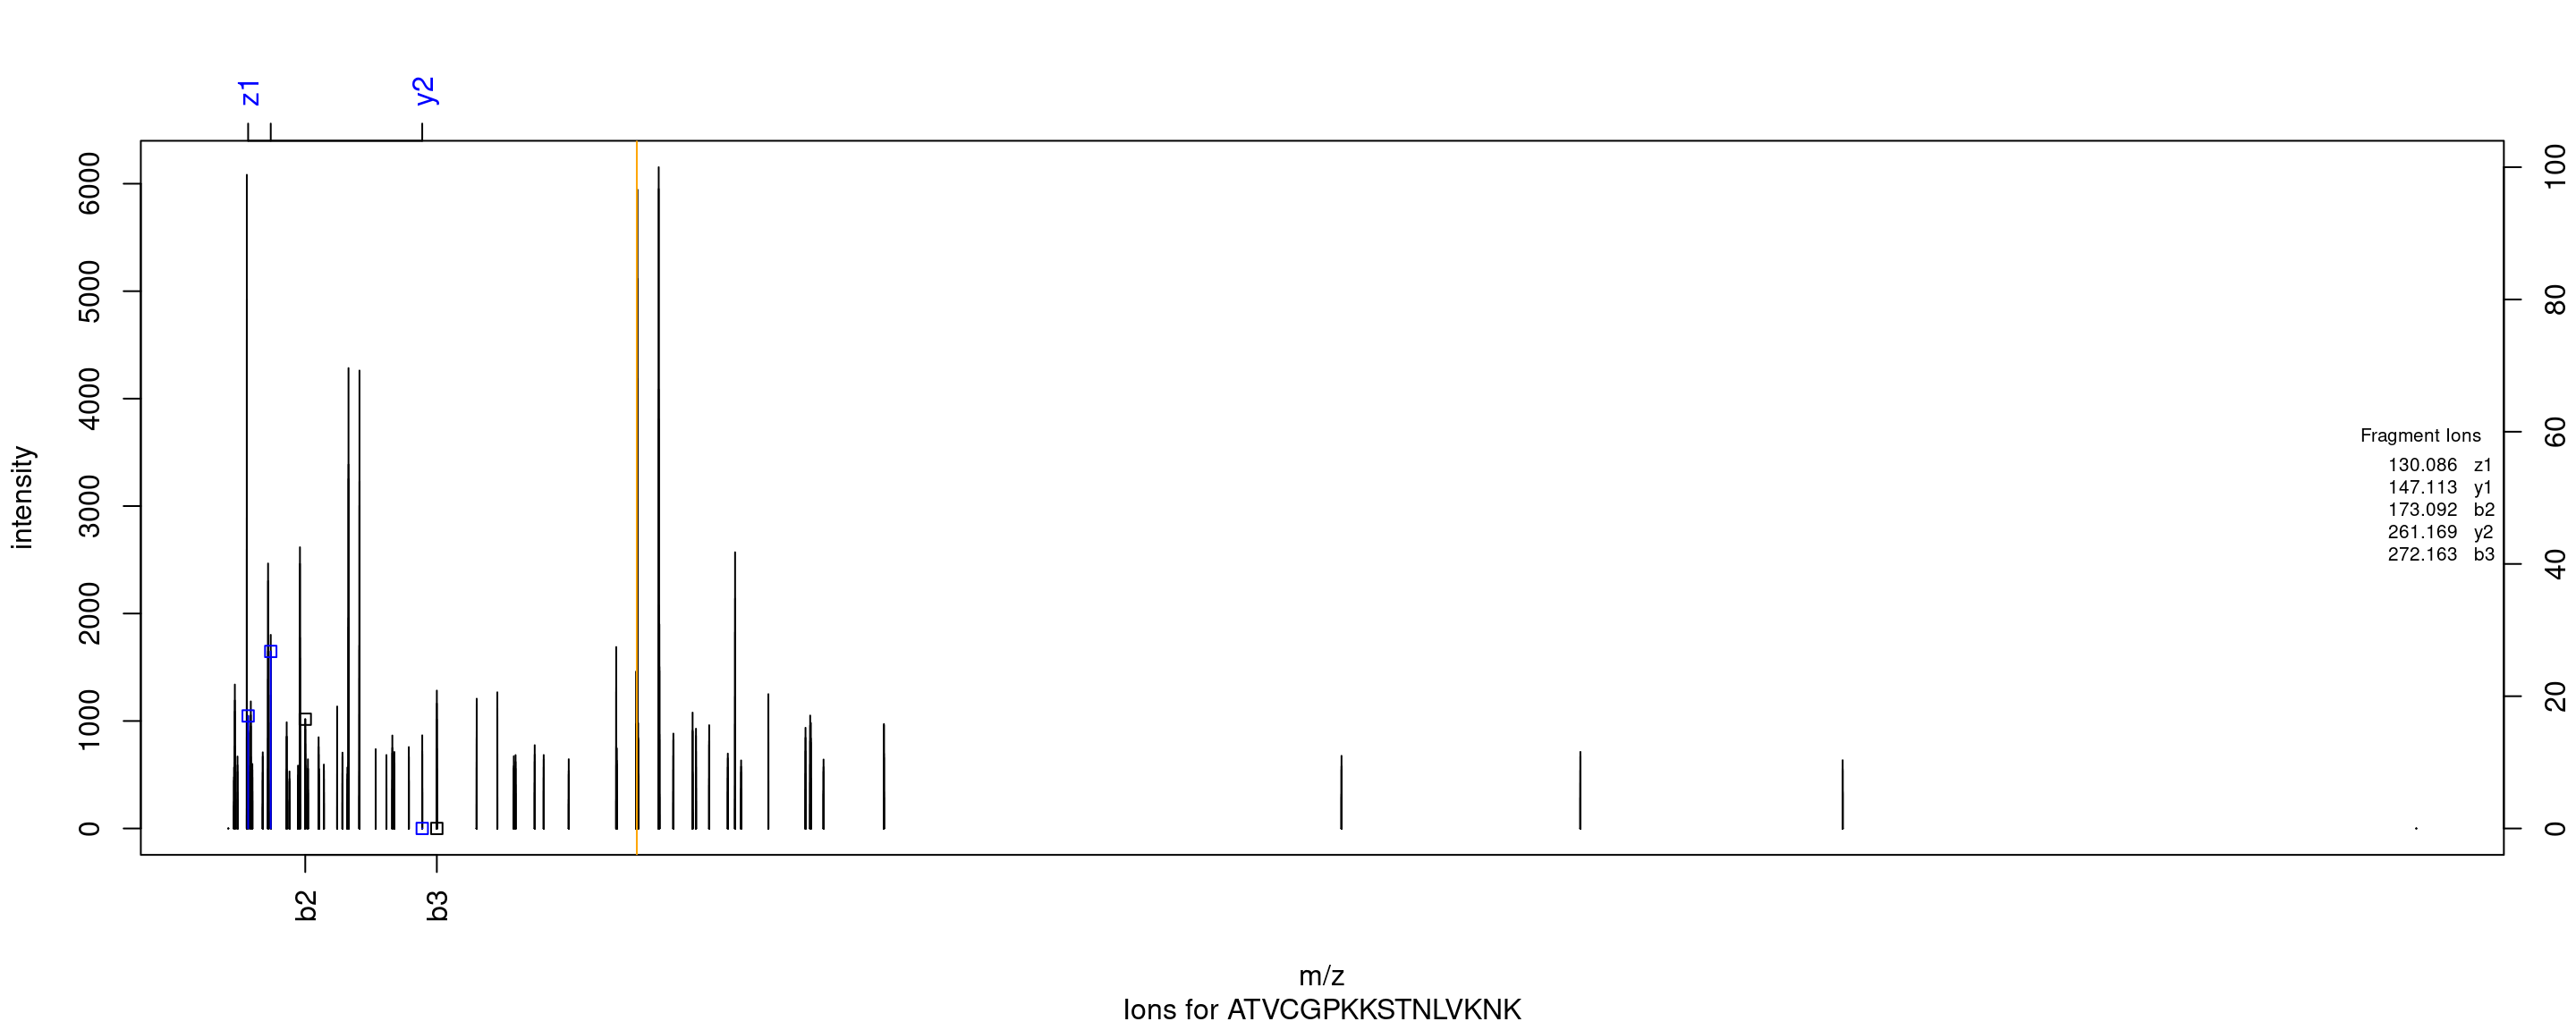 z1 y2
6000
5000
4000
3000
2000
1000
0
intensity
100
80
60
40
20
0
Fragment Ions
130.086 z1
147.113 y1
173.092 b2
261.169 y2
272.163 b3
b2 b3
m/z
Ions for ATVCGPKKSTNLVKNK